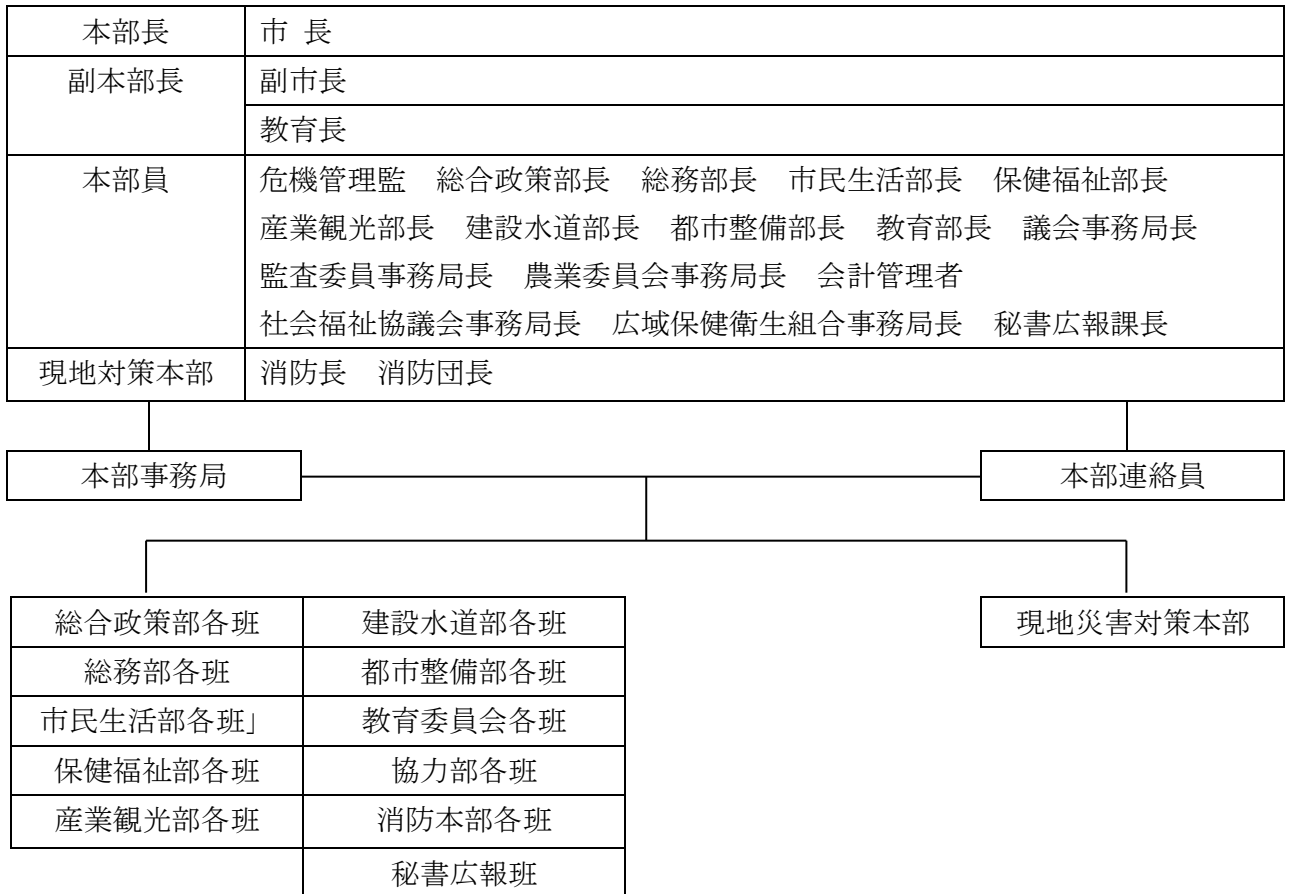 本部長 市 長
副本部長 副市長
教育長
本部員 危機管理監 総合政策部長 総務部長 市民生活部長 保健福祉部長
産業観光部長 建設水道部長 都市整備部長 教育部長 議会事務局長
監査委員事務局長 農業委員会事務局長 会計管理者
社会福祉協議会事務局長 広域保健衛生組合事務局長 秘書広報課長
現地対策本部 消防長 消防団長
本部事務局 本部連絡員
総合政策部各班 建設水道部各班 現地災害対策本部
総務部各班 都市整備部各班
市民生活部各班」 教育委員会各班
保健福祉部各班 協力部各班
産業観光部各班 消防本部各班
秘書広報班